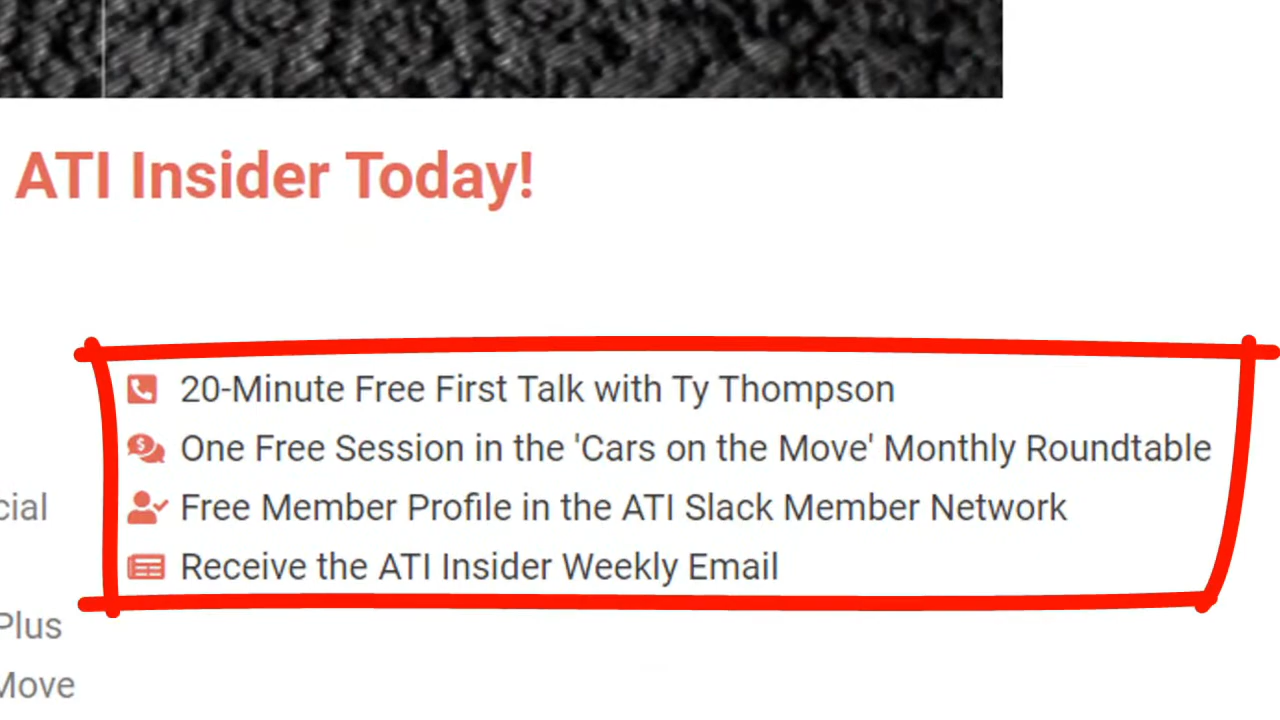 ATI Insider Today!
20-Minute Free First Talk with Ty Thompson
One Free Session in the 'Cars on the Move' Monthly Roundtable
Free Member Profile in the ATI Slack Member Network
Receive the ATI Insider Weekly Email
cial
Plus
Move